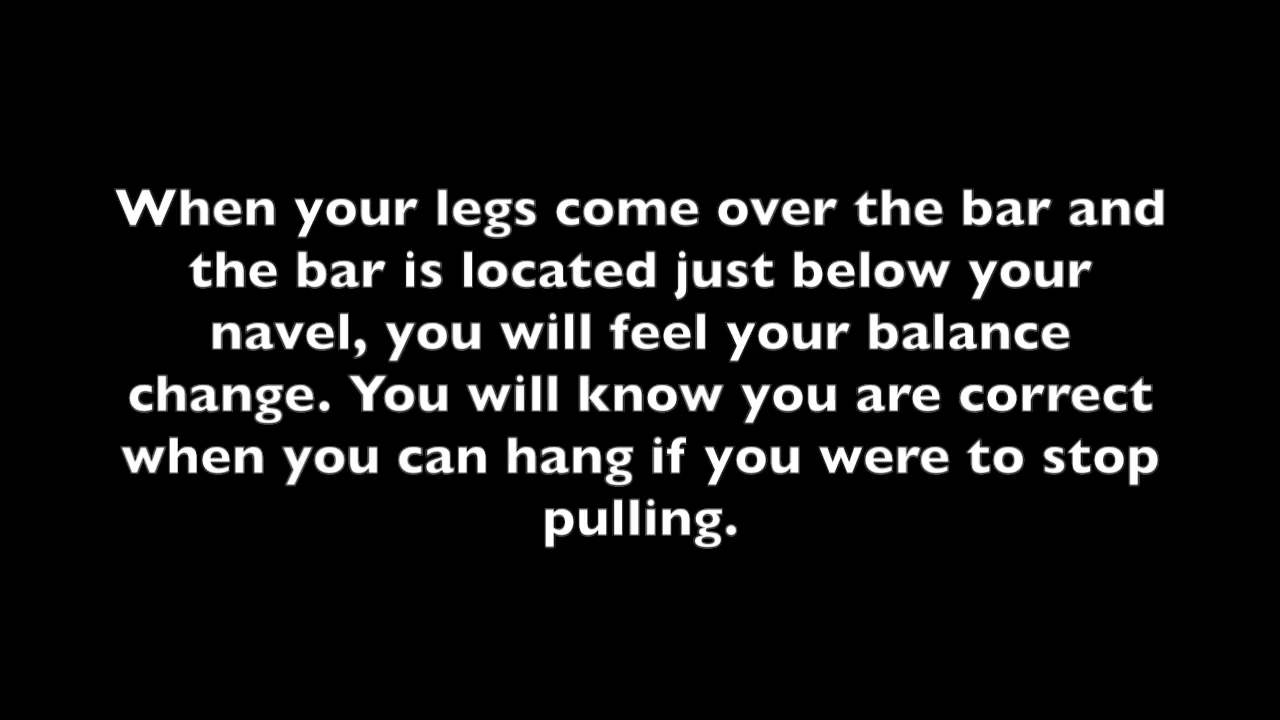 When your legs come over the bar and
the bar is located just below your
navel, you will feel your balance
change. You will know you are correct
when you can hang if you were to stop
pulling.